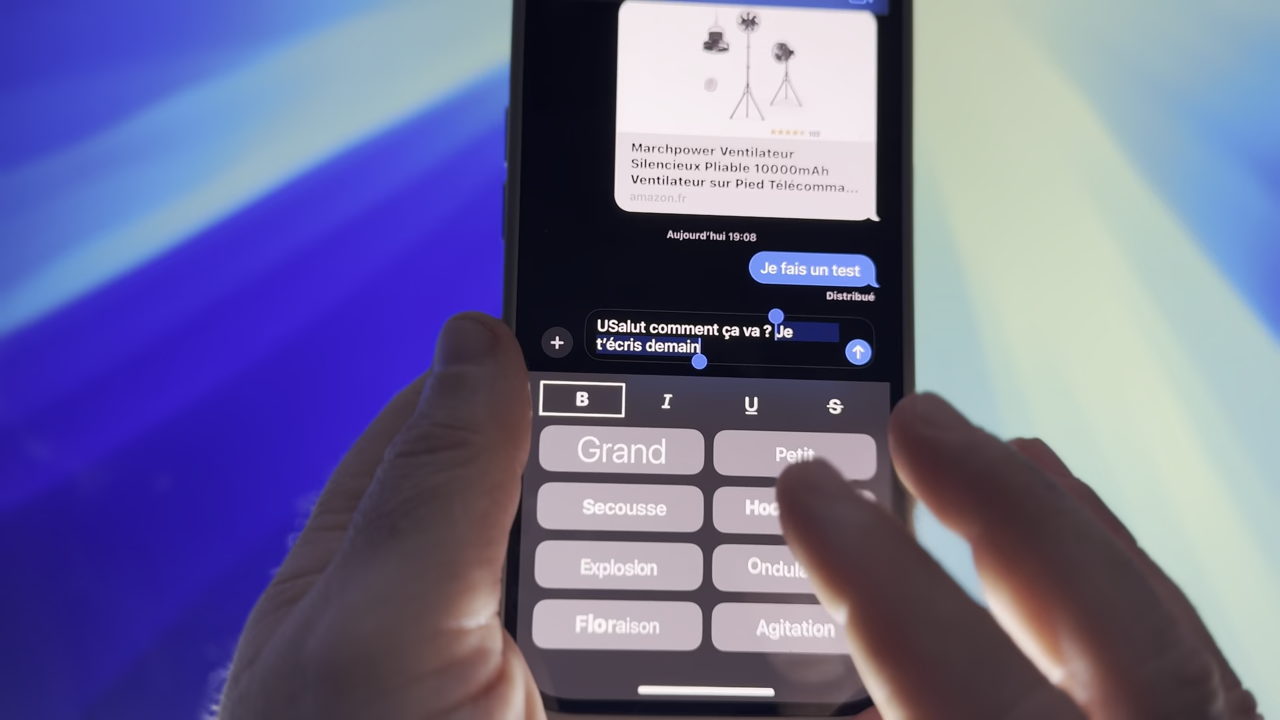 Marchpower Ventilateur
Silencieux Pliable 10000mAh
Ventilateur sur Pied Télécomma...
amazon.fr
Aujourd'hui 19:08
Je fais un test
Distribué
USalut comment ça va ? Je
t'écris demain
B I U S
Grand Petit
Secousse
Explosion
Floraison Agitation